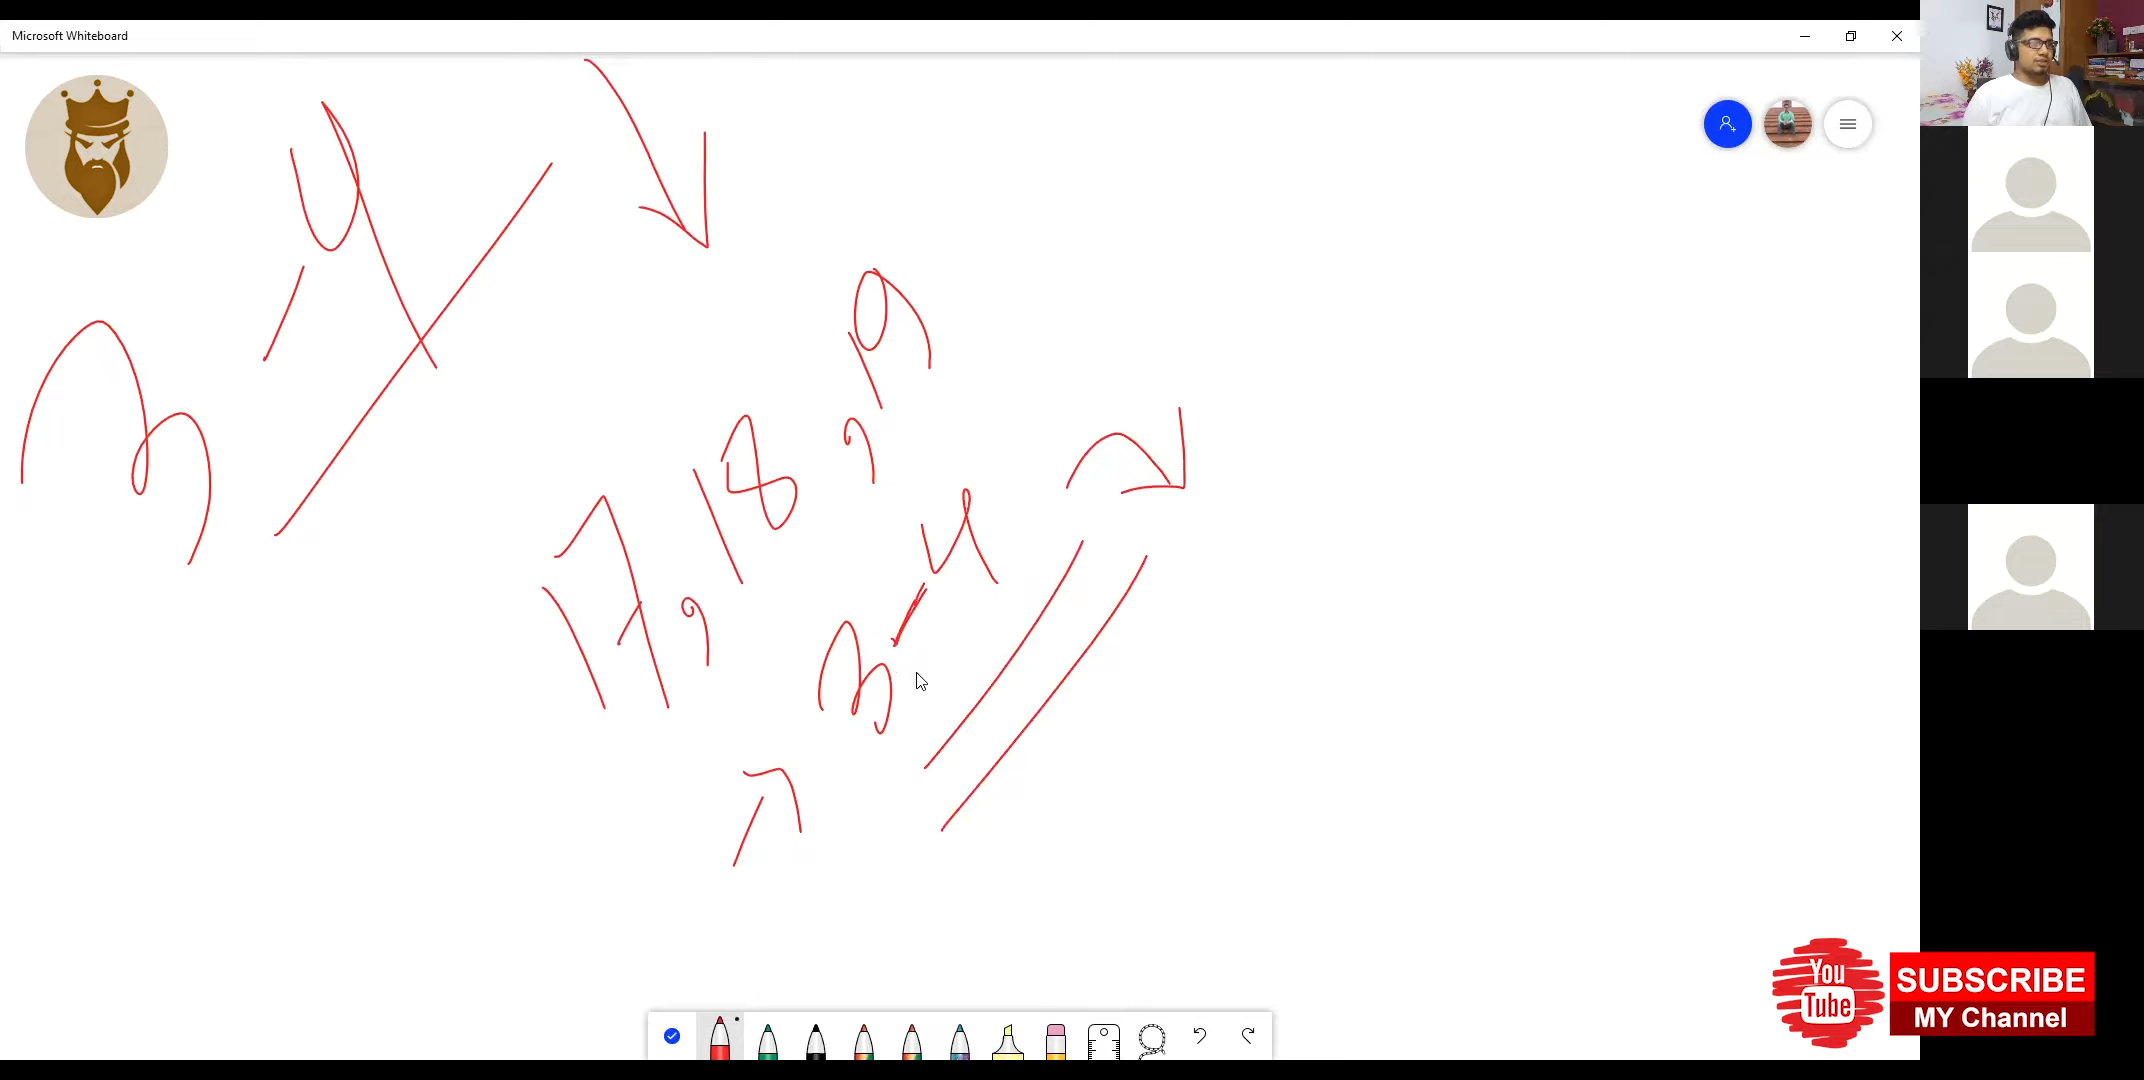 Microsoft Whiteboard
3-4
17, 18, 19
3-4
You
Tube
SUBSCRIBE
MY Channel